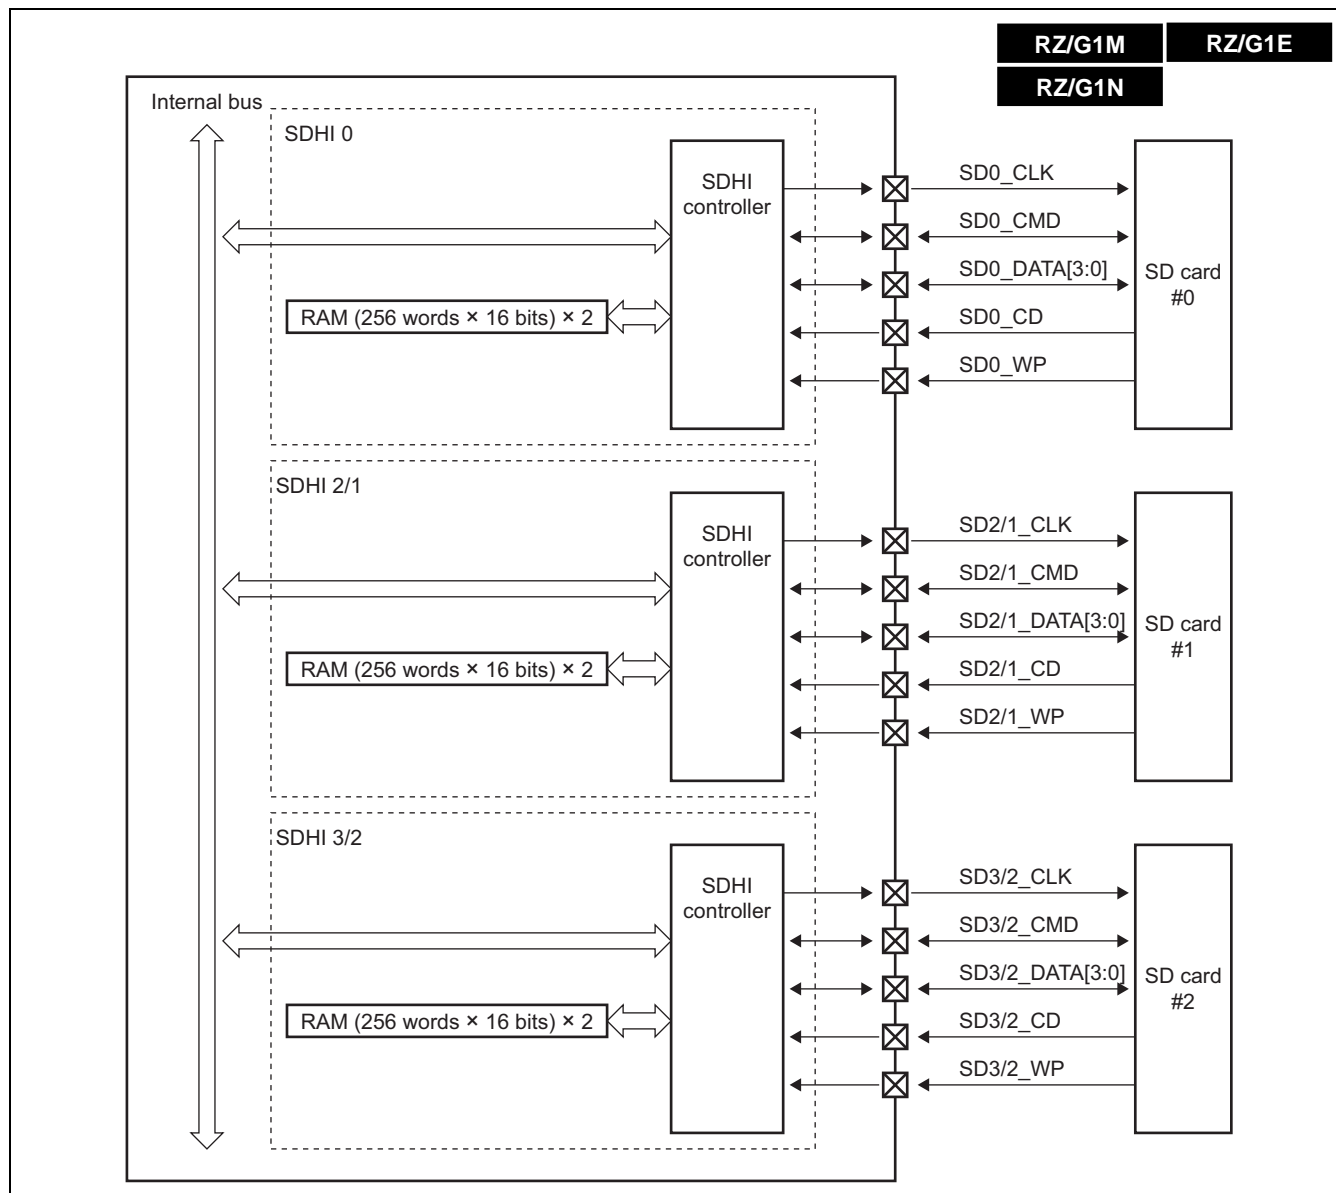 RZ/G1M RZ/G1E
RZ/G1N
Internal bus
SDHI 0
SDHI
controller
RAM (256 words × 16 bits) × 2
SD0_CLK
SD0_CMD
SD0_DATA[3:0]
SD0_CD
SD0_WP
SD card
#0
SDHI 2/1
SDHI
controller
RAM (256 words × 16 bits) × 2
SD2/1_CLK
SD2/1_CMD
SD2/1_DATA[3:0]
SD2/1_CD
SD2/1_WP
SD card
#1
SDHI 3/2
SDHI
controller
RAM (256 words × 16 bits) × 2
SD3/2_CLK
SD3/2_CMD
SD3/2_DATA[3:0]
SD3/2_CD
SD3/2_WP
SD card
#2